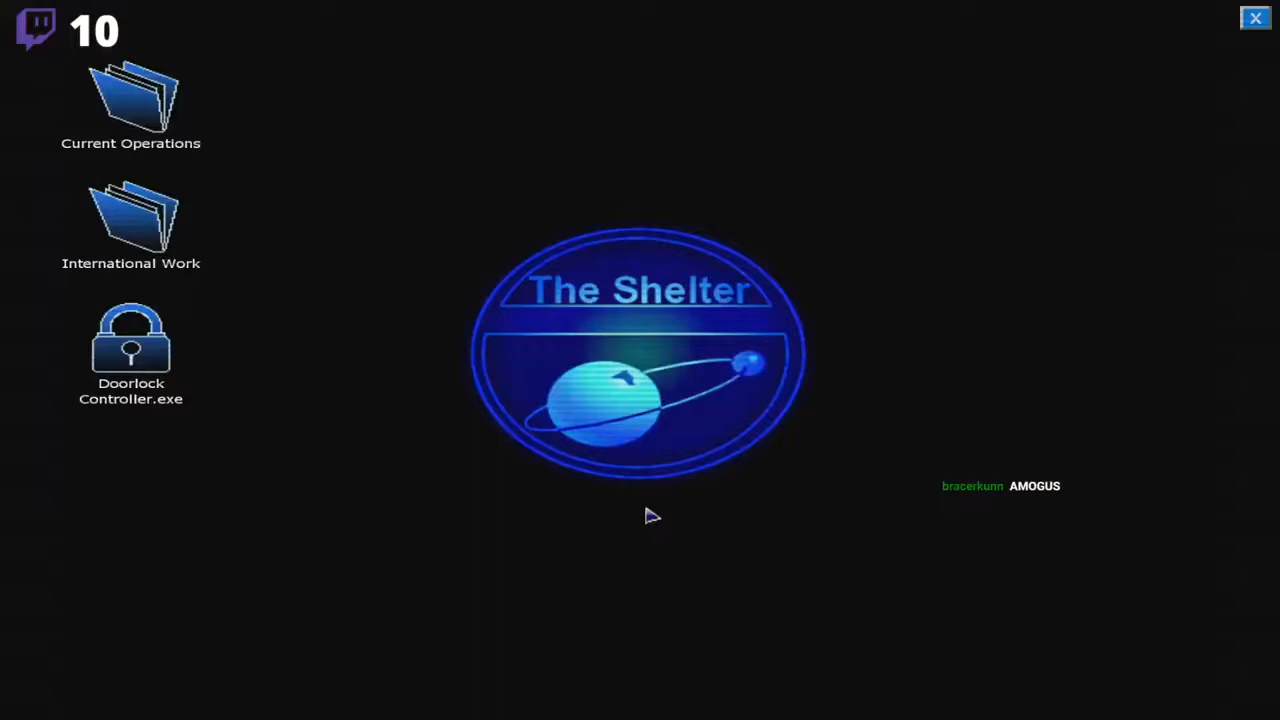 10
Current Operations
International Work
Doorlock
Controller.exe
The Shelter
bracerkunn AMOGUS